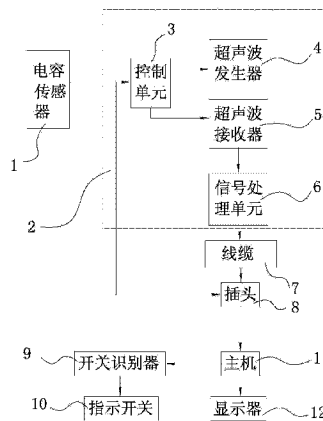 3
电容
传感
器
控制
单元
超声波
发生器
4
超声波
接收器
5
1
信号处
理单元
6
2
线缆
7
插头
8
9
开关识别器
主机
1
10
指示开关
显示器
12